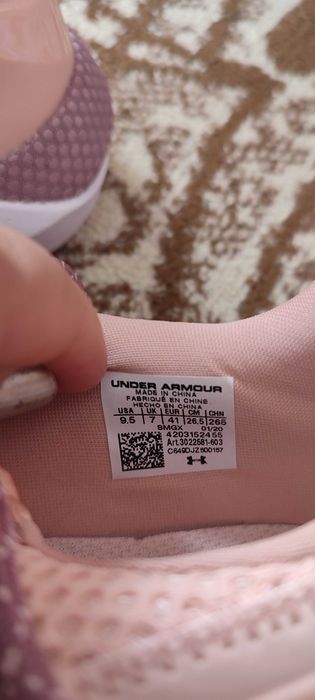 UNDER ARMOUR
MADE IN CHINA
FABRIQUÉ EN CHINE
HECHO EN CHINA
USA UK EUR CM CHN
9.5 7 41 26.5 265
SMGX 01/20
4203152455
Art.3022581-603
C649DJZ500157